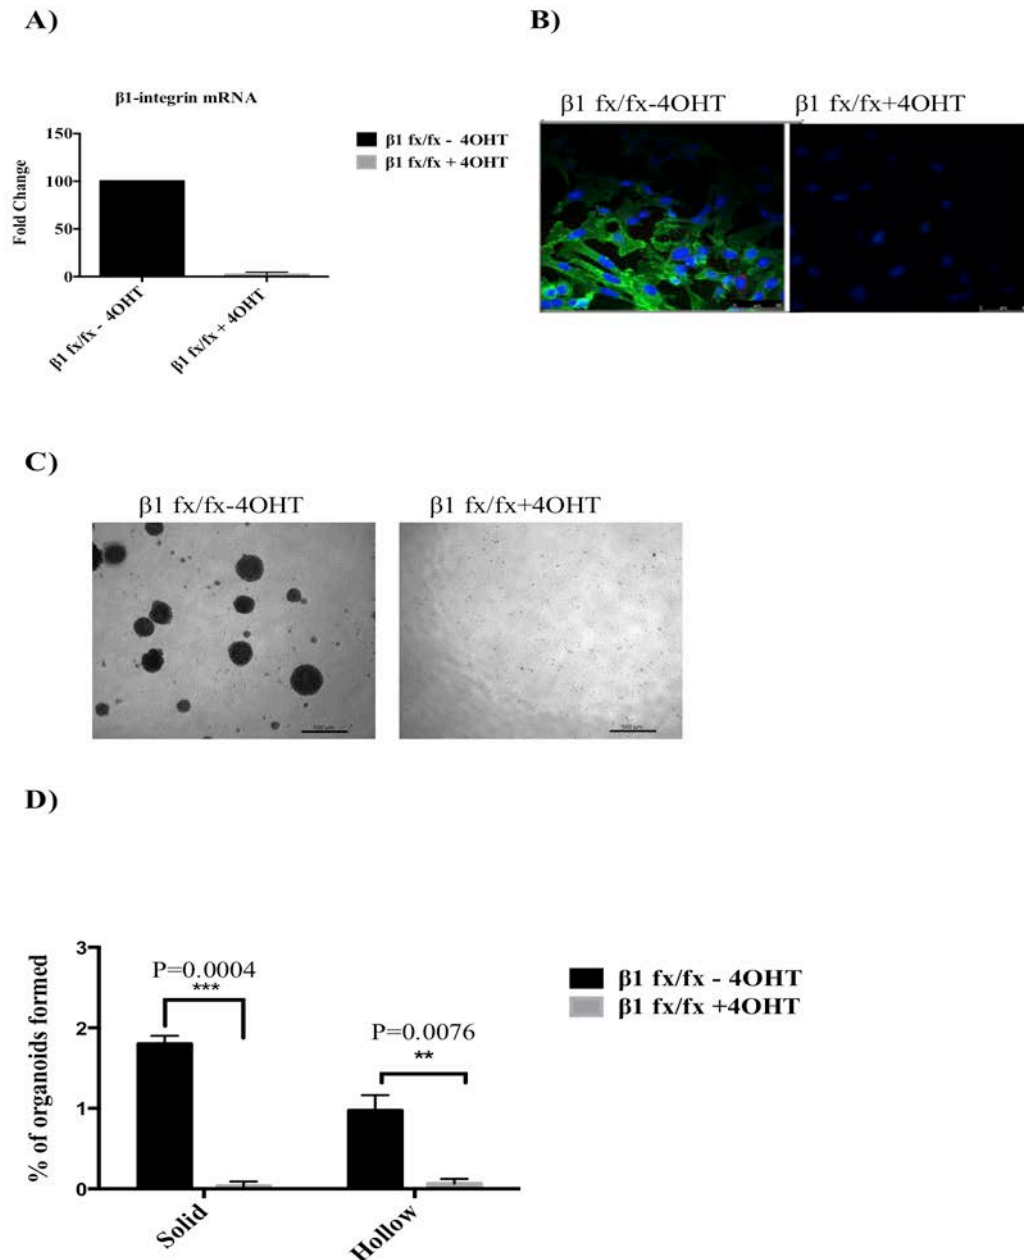 A)
β1-integrin mRNA
150
100
50
0
Fold Change
β1 fx/fx - 4OHT
β1 fx/fx + 4OHT
β1 fx/fx - 4OHT
β1 fx/fx + 4OHT
B)
β1 fx/fx-4OHT
β1 fx/fx+4OHT
C)
β1 fx/fx-4OHT
β1 fx/fx+4OHT
D)
3
2
1
0
% of organoids formed
P=0.0004
***
P=0.0076
**
Solid
Hollow
β1 fx/fx - 4OHT
β1 fx/fx +4OHT